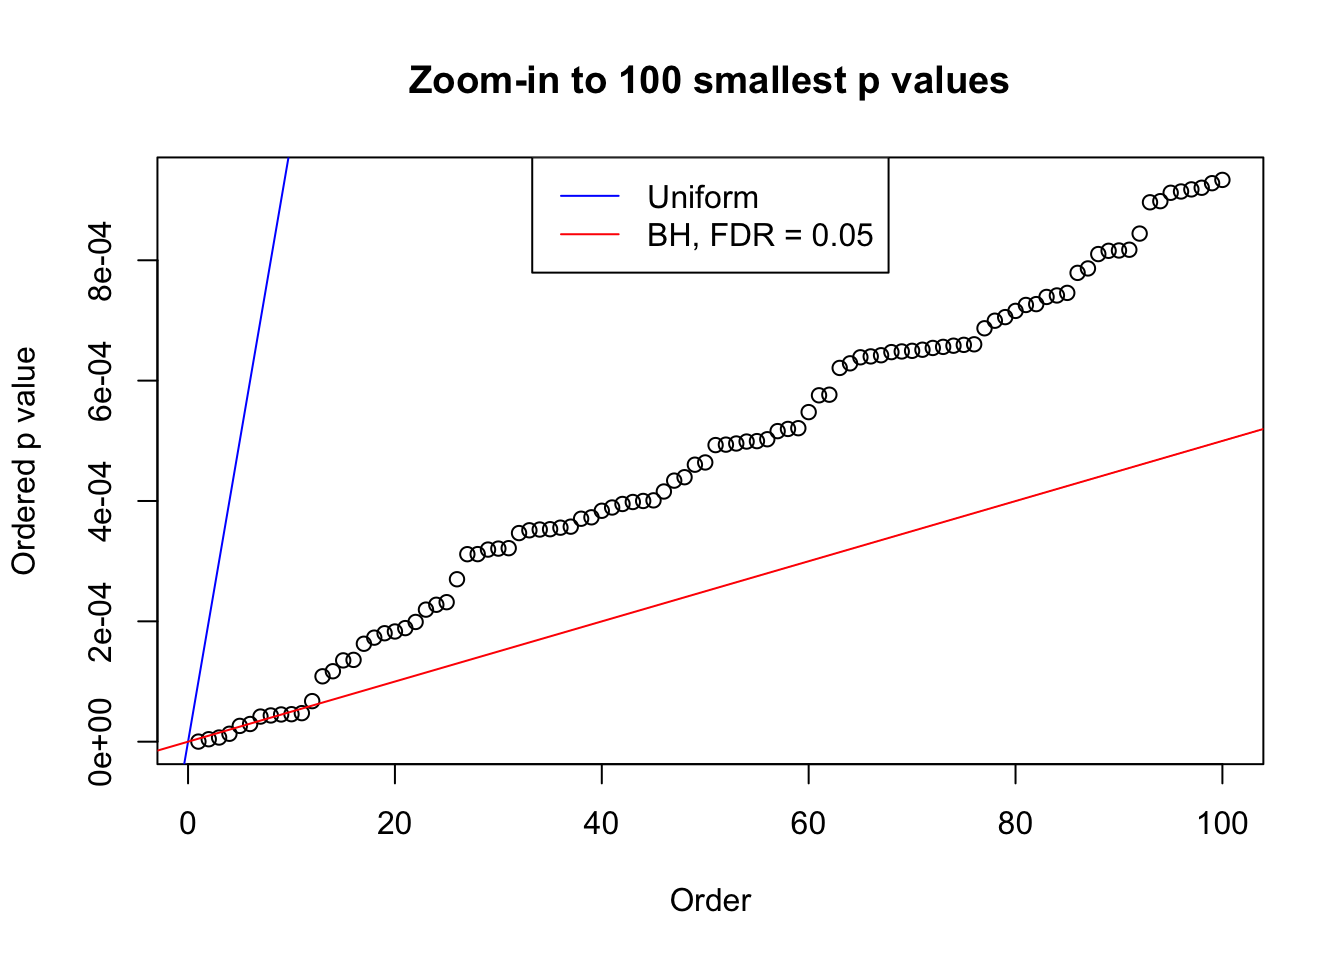 Zoom-in to 100 smallest p values
Uniform
BH, FDR = 0.05
Ordered p value
8e-04
6e-04
4e-04
2e-04
0e+00
0 20 40 60 80 100
Order